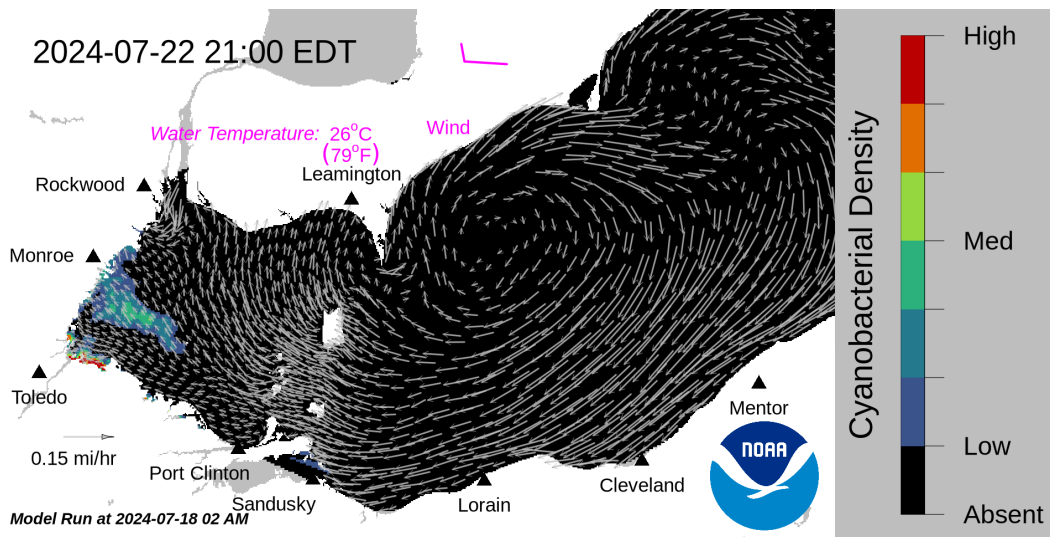 2024-07-22 21:00 EDT
High
Wind
Water Temperature: 26°C
(79°F)
Leamington
Rockwood
Monroe
Med
Cyanobacterial Density
Toledo
Mentor
NOAA
Low
0.15 mi/hr
Port Clinton
Cleveland
Sandusky
Lorain
Absent
Model Run at 2024-07-18 02 AM